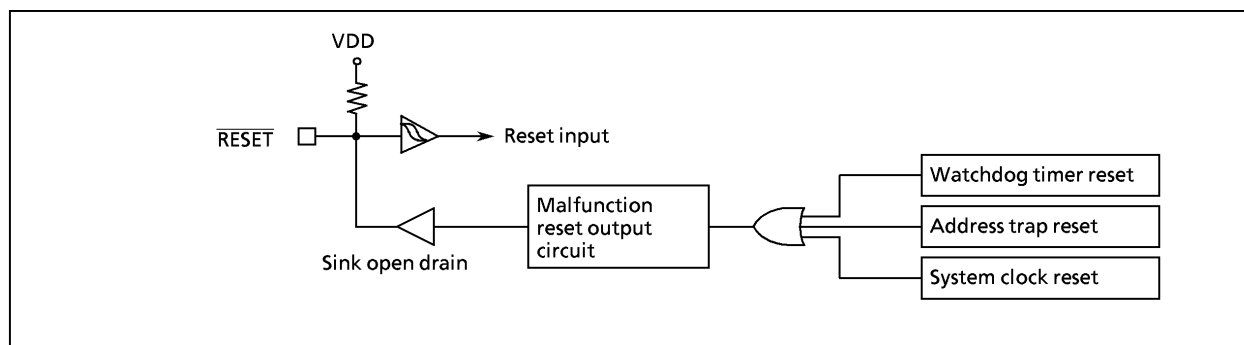 VDD
RESET
Reset input
Watchdog timer reset
Malfunction
reset output
circuit
Address trap reset
Sink open drain
System clock reset